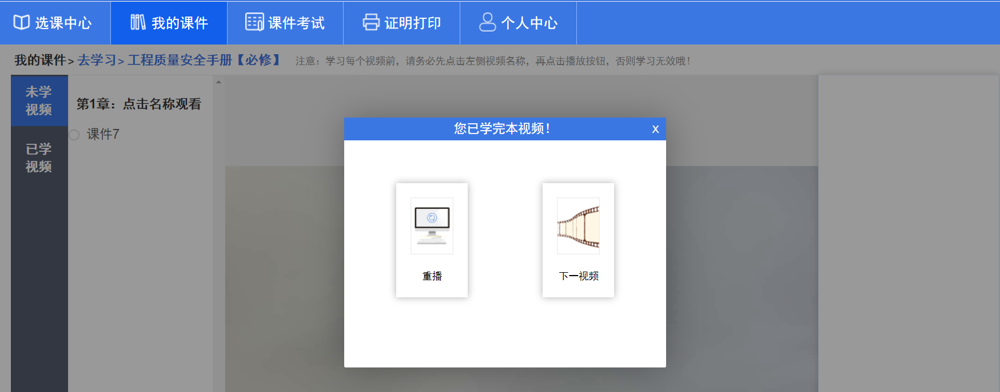 选课中心 我的课件 课件考试 证明打印 个人中心
我的课件> 去学习> 工程质量安全手册【必修】 注意：学习每个视频前，请务必先点击左侧视频名称，再点击播放按钮，否则学习无效哦！
未学
视频
已学
视频
第1章：点击名称观看
课件7
您已学完本视频！ X
重播
下一视频